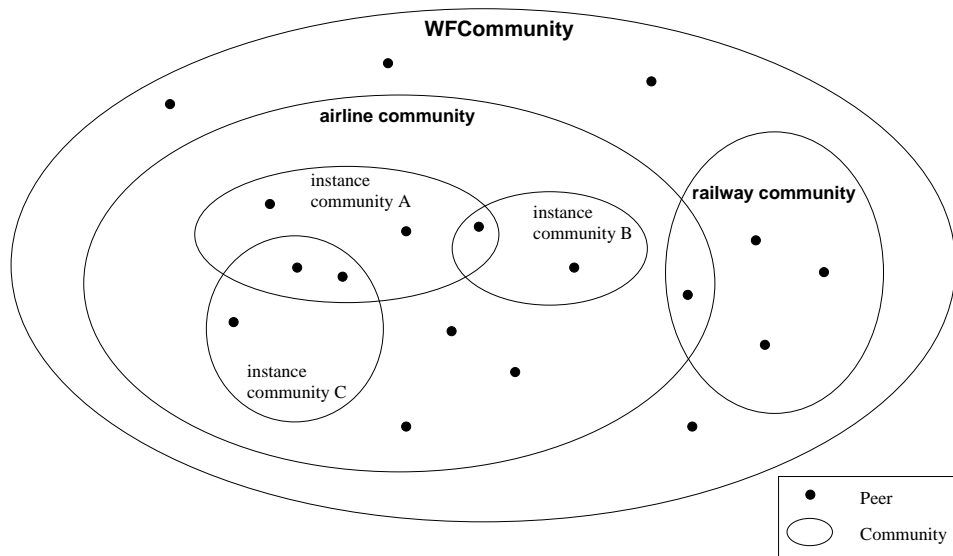 WFCommunity
airline community
instance
community A
railway community
instance
community B
instance
community C
Peer
Community